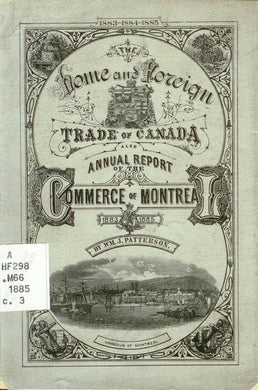 1883-1884-1885
THE
Home and Foreign
TRADE OF CANADA
ALSO
ANNUAL REPORT
OF THE
COMMERCE OF MONTREAL
1883 1885
BY WM. J. PATTERSON.
A
HF298
.M66
1885
c. 3
HARBOUR OF MONTREAL